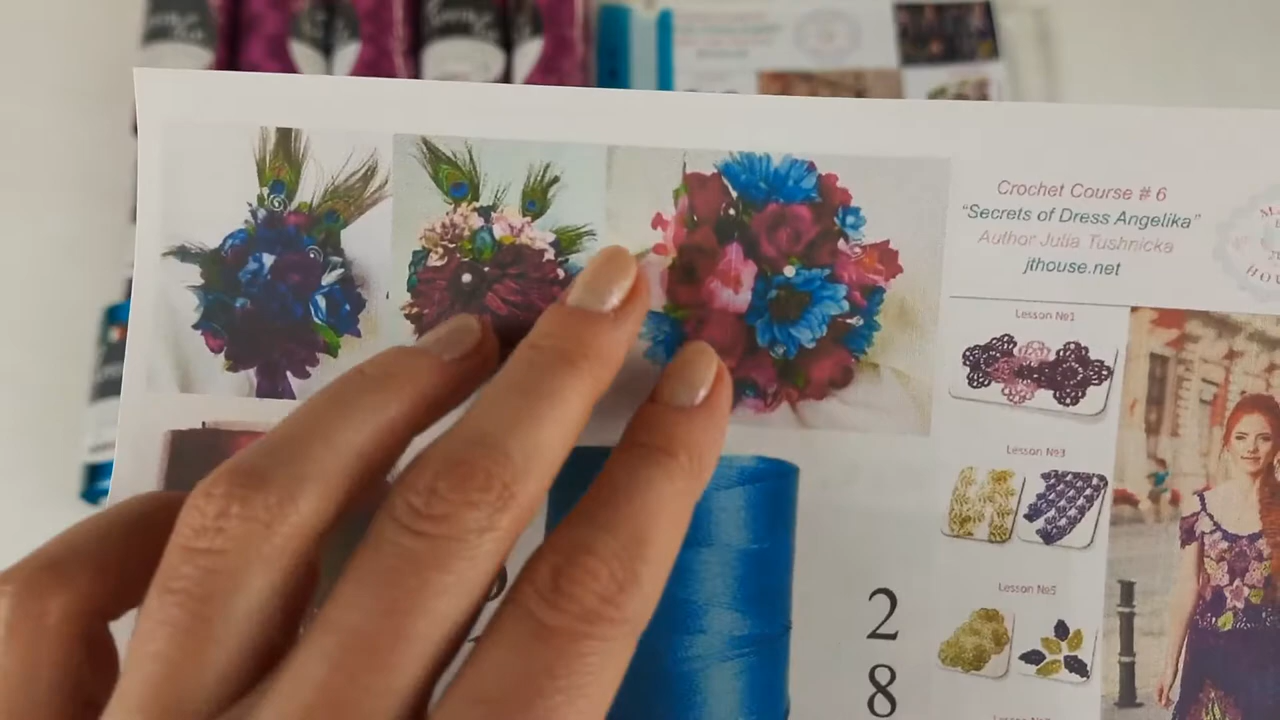 Crochet Course # 6
“Secrets of Dress Angelika”
Author Julia Tushnicka
jthouse.net
Lesson №1
Lesson №3
Lesson №5
2
8